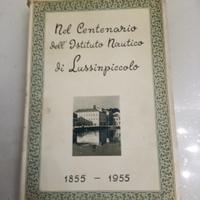 Nel Centenario
dell'Istituto Nautico
di Lussinpiccolo
1855 - 1955